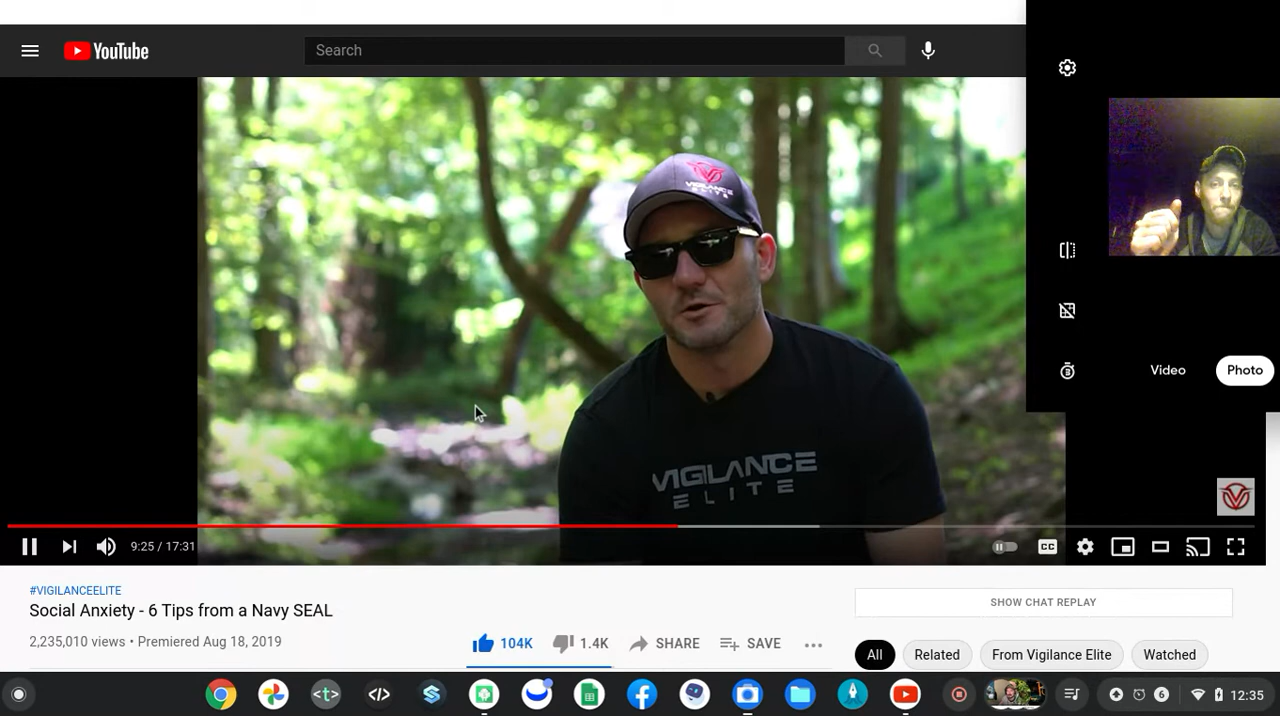 YouTube
Search
VIGILANCE
ELITE
VIGILANCE
ELITE
Video
Photo
9:25 / 17:31
CC
#VIGILANCEELITE
Social Anxiety - 6 Tips from a Navy SEAL
2,235,010 views • Premiered Aug 18, 2019
104K
1.4K
SHARE
SAVE
SHOW CHAT REPLAY
All
Related
From Vigilance Elite
Watched
<t>
</>
6
12:35